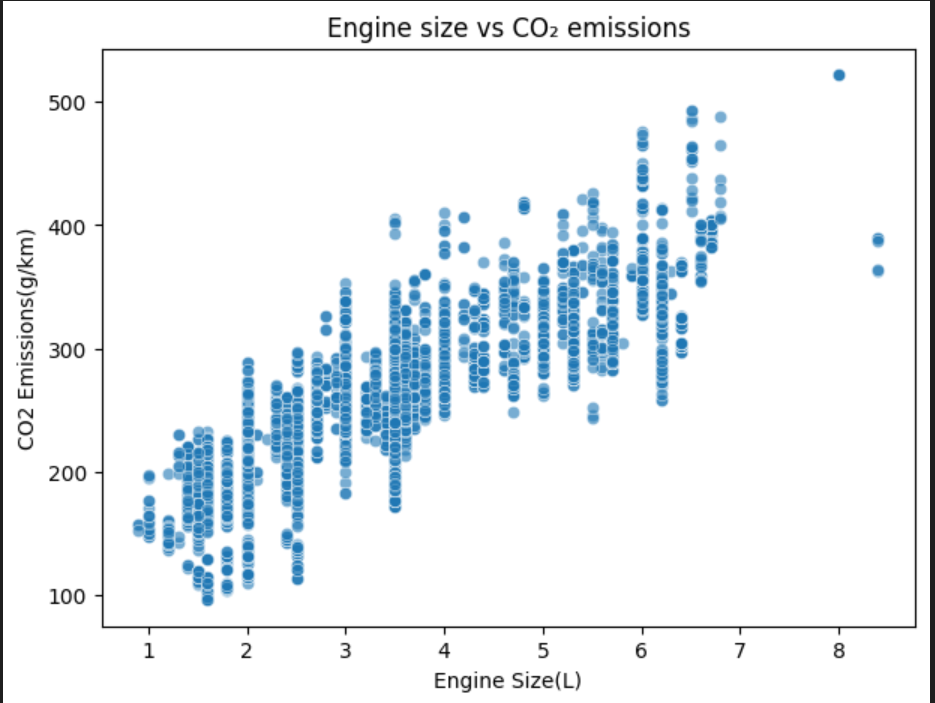 Engine size vs CO₂ emissions
500
400
300
200
100
CO2 Emissions(g/km)
1 2 3 4 5 6 7 8
Engine Size(L)